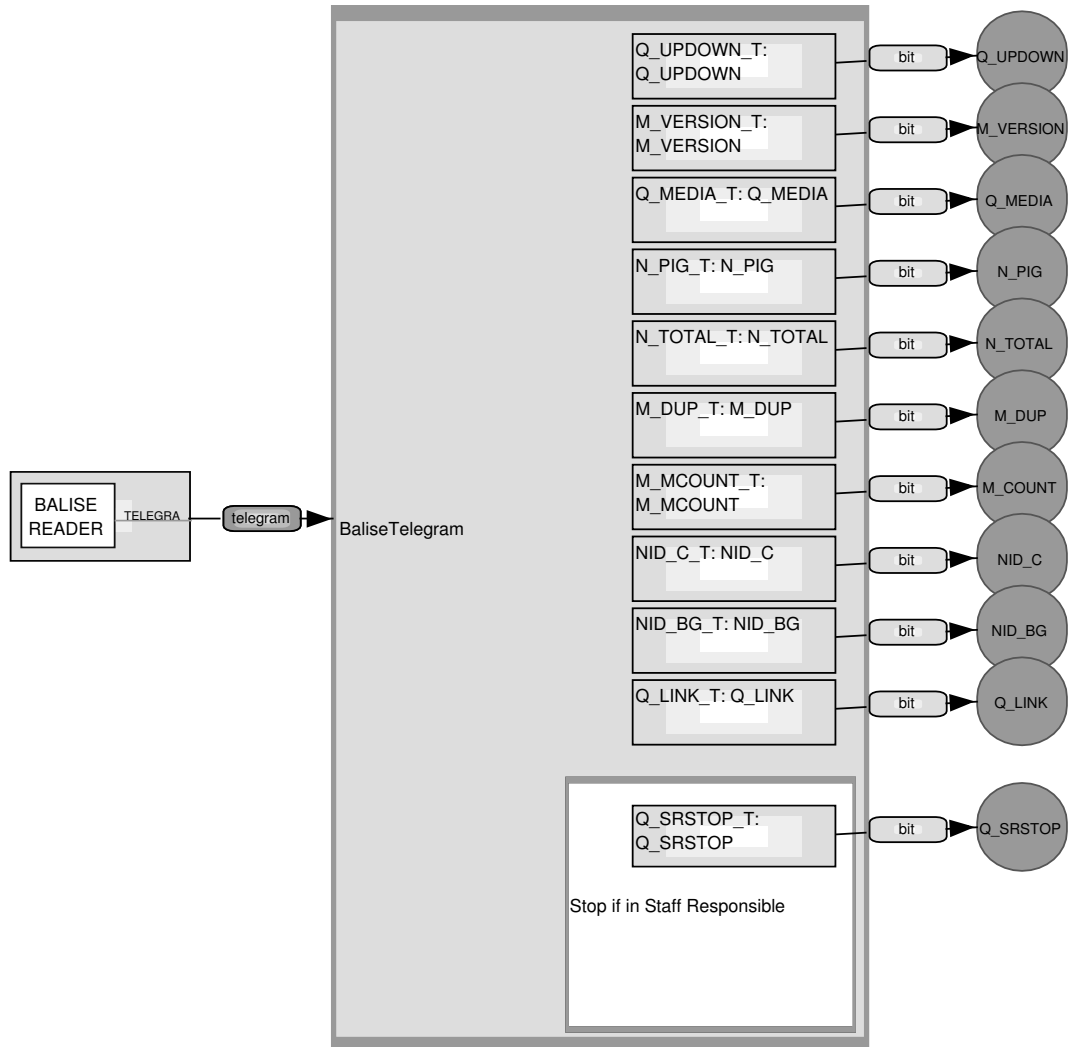 Q_UPDOWN_T:
Q_UPDOWN
bit
Q_UPDOWN
M_VERSION_T:
M_VERSION
bit
M_VERSION
Q_MEDIA_T: Q_MEDIA
bit
Q_MEDIA
N_PIG_T: N_PIG
bit
N_PIG
N_TOTAL_T: N_TOTAL
bit
N_TOTAL
M_DUP_T: M_DUP
bit
M_DUP
M_MCOUNT_T:
M_MCOUNT
bit
M_COUNT
BALISE
READER
TELEGRA
telegram
BaliseTelegram
NID_C_T: NID_C
bit
NID_C
NID_BG_T: NID_BG
bit
NID_BG
Q_LINK_T: Q_LINK
bit
Q_LINK
Q_SRSTOP_T:
Q_SRSTOP
bit
Q_SRSTOP
Stop if in Staff Responsible